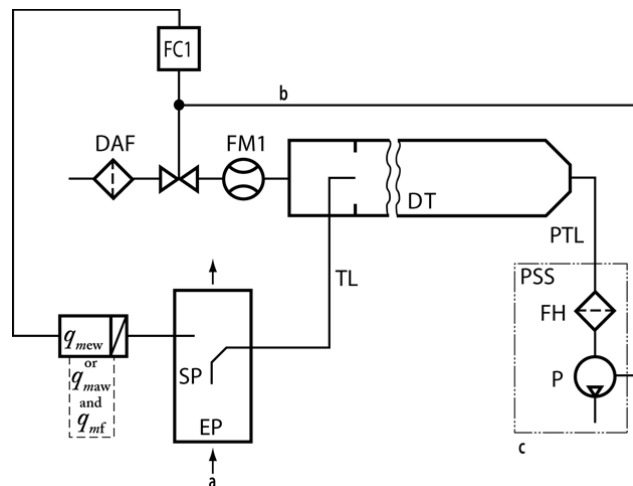 FC1
b
DAF
FM1
DT
PTL
TL
PSS
FH
q_mew
or
q_maw
and
q_mf
SP
P
EP
c
a